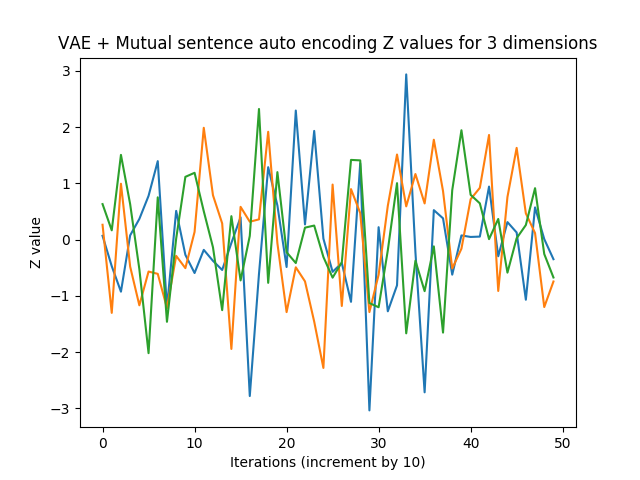 VAE + Mutual sentence auto encoding Z values for 3 dimensions
3
2
1
0
−1
−2
−3
Z value
0 10 20 30 40 50
Iterations (increment by 10)